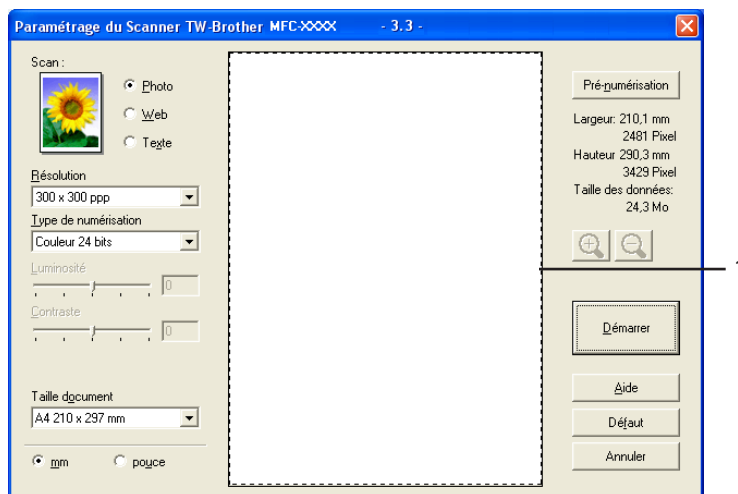 Paramétrage du Scanner TW-Brother MFC-XXXX - 3.3 -
Scan :
Photo
Web
Texte
Résolution
300 x 300 ppp
Type de numérisation
Couleur 24 bits
Luminosité
0
Contraste
0
Taille document
A4 210 x 297 mm
mm
pouce
Pré-numérisation
Largeur: 210,1 mm
2481 Pixel
Hauteur 290,3 mm
3429 Pixel
Taille des données:
24,3 Mo
Démarrer
Aide
Défaut
Annuler